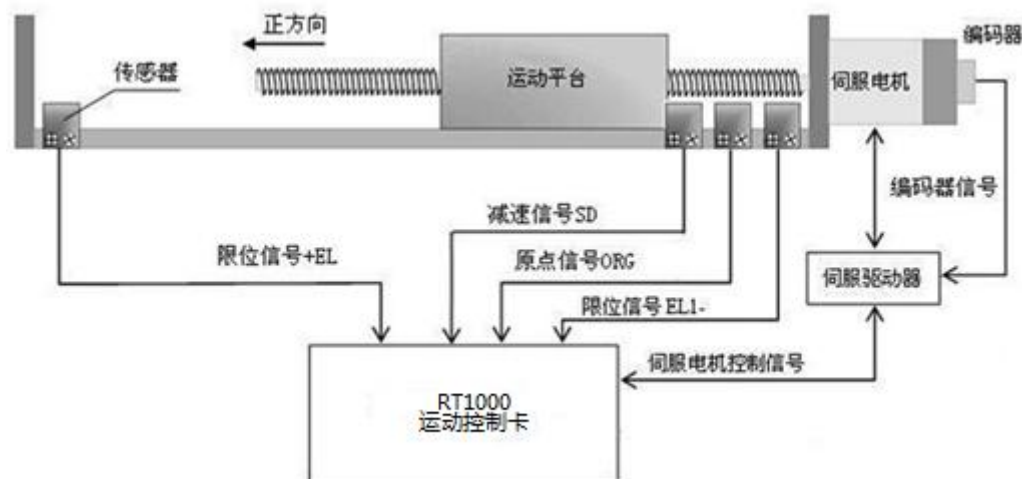 正方向
编码器
传感器
运动平台
伺服电机
编码器信号
减速信号SD
限位信号+EL
原点信号ORG
伺服驱动器
限位信号EL1-
伺服电机控制信号
RT1000
运动控制卡